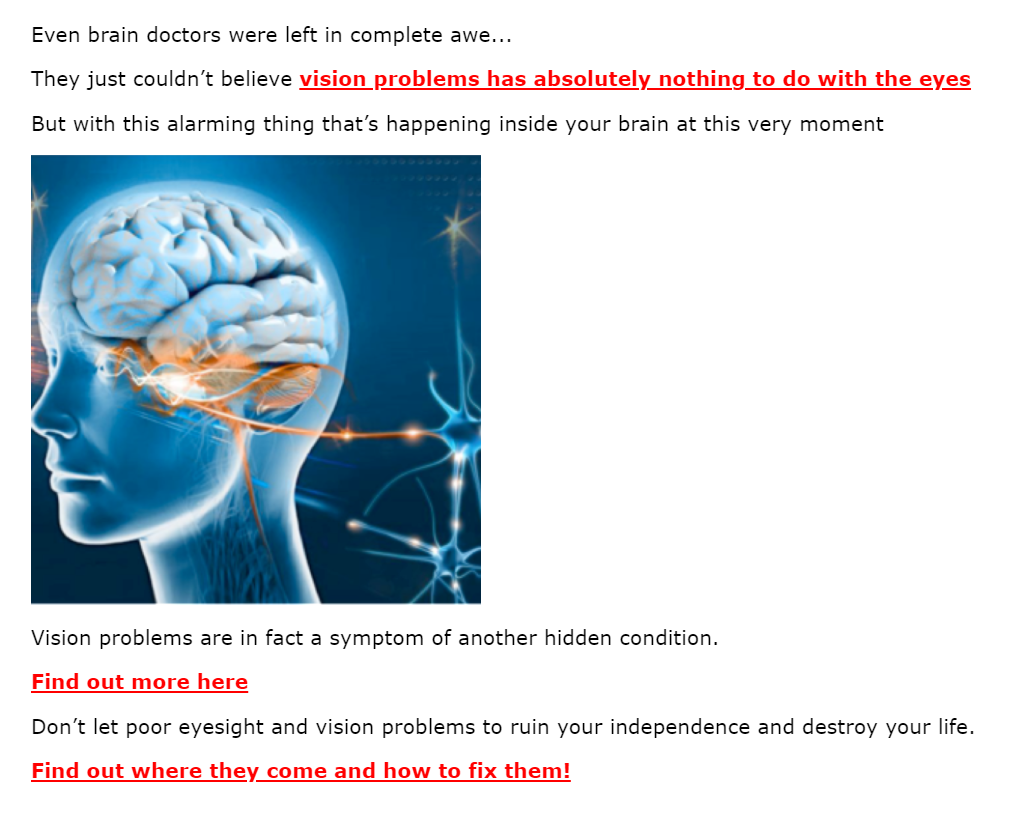 Even brain doctors were left in complete awe...
They just couldn’t believe vision problems has absolutely nothing to do with the eyes
But with this alarming thing that’s happening inside your brain at this very moment
Vision problems are in fact a symptom of another hidden condition.
Find out more here
Don’t let poor eyesight and vision problems to ruin your independence and destroy your life.
Find out where they come and how to fix them!